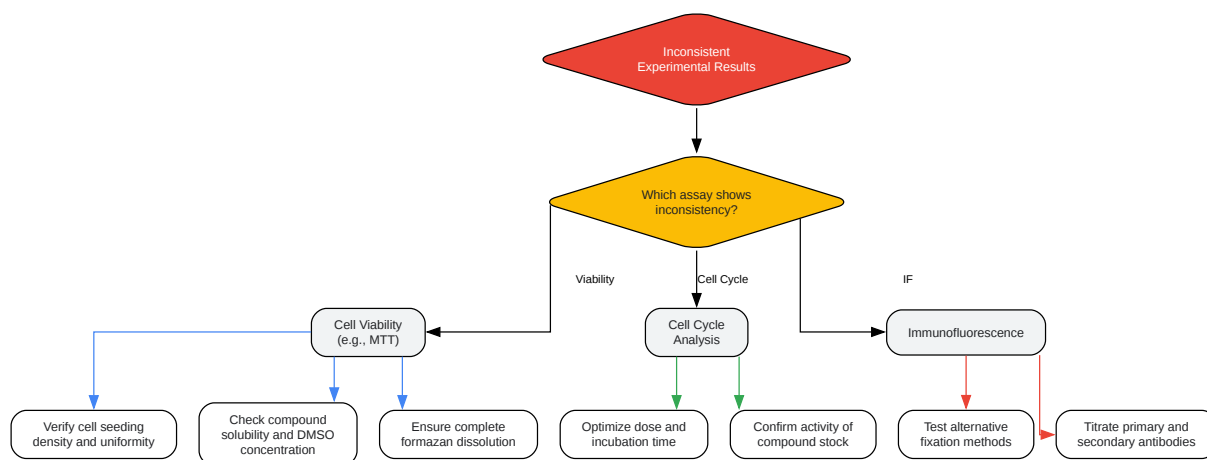 Inconsistent
Experimental Results
Which assay shows
inconsistency?
Viability
Cell Cycle
IF
Cell Viability
(e.g., MTT)
Cell Cycle
Analysis
Immunofluorescence
Verify cell seeding
density and uniformity
Check compound
solubility and DMSO
concentration
Ensure complete
formazan dissolution
Optimize dose and
incubation time
Confirm activity of
compound stock
Test alternative
fixation methods
Titrate primary and
secondary antibodies